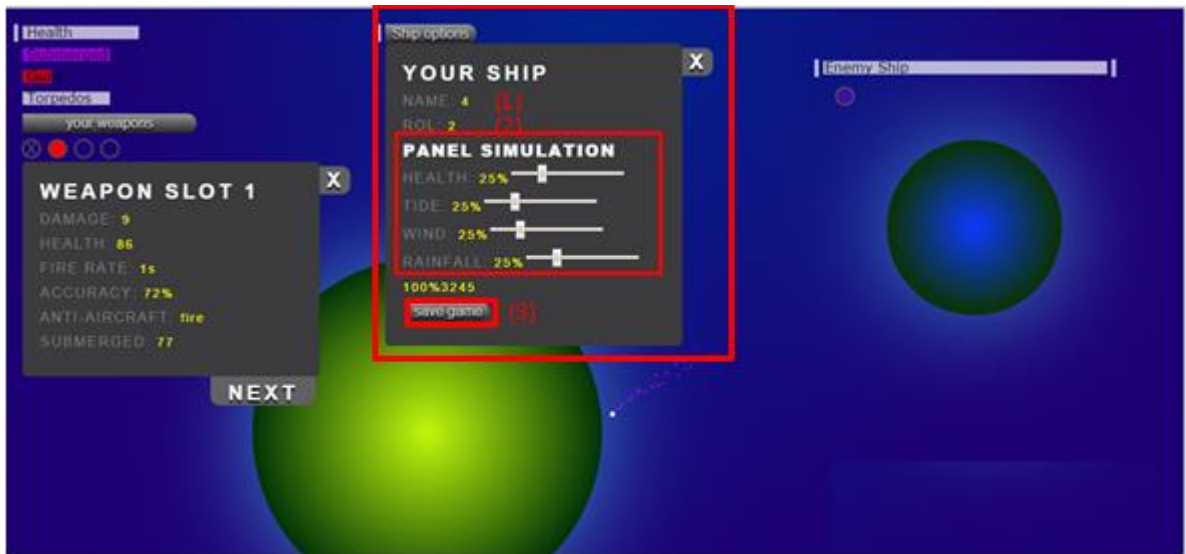 Health
Submerged
Torpedos
your weapons
X
X
WEAPON SLOT 1
DAMAGE: 9
HEALTH: 86
FIRE RATE: 1s
ACCURACY: 72%
ANTI-AIRCRAFT: fire
SUBMERGED: 77
NEXT
Ship options
X
YOUR SHIP
NAME: 4 (1)
ROL: 2 (2)
PANEL SIMULATION
HEALTH: 25%
TIDE: 25%
WIND: 25%
RAINFALL: 25%
100%3245
save game (3)
Enemy Ship